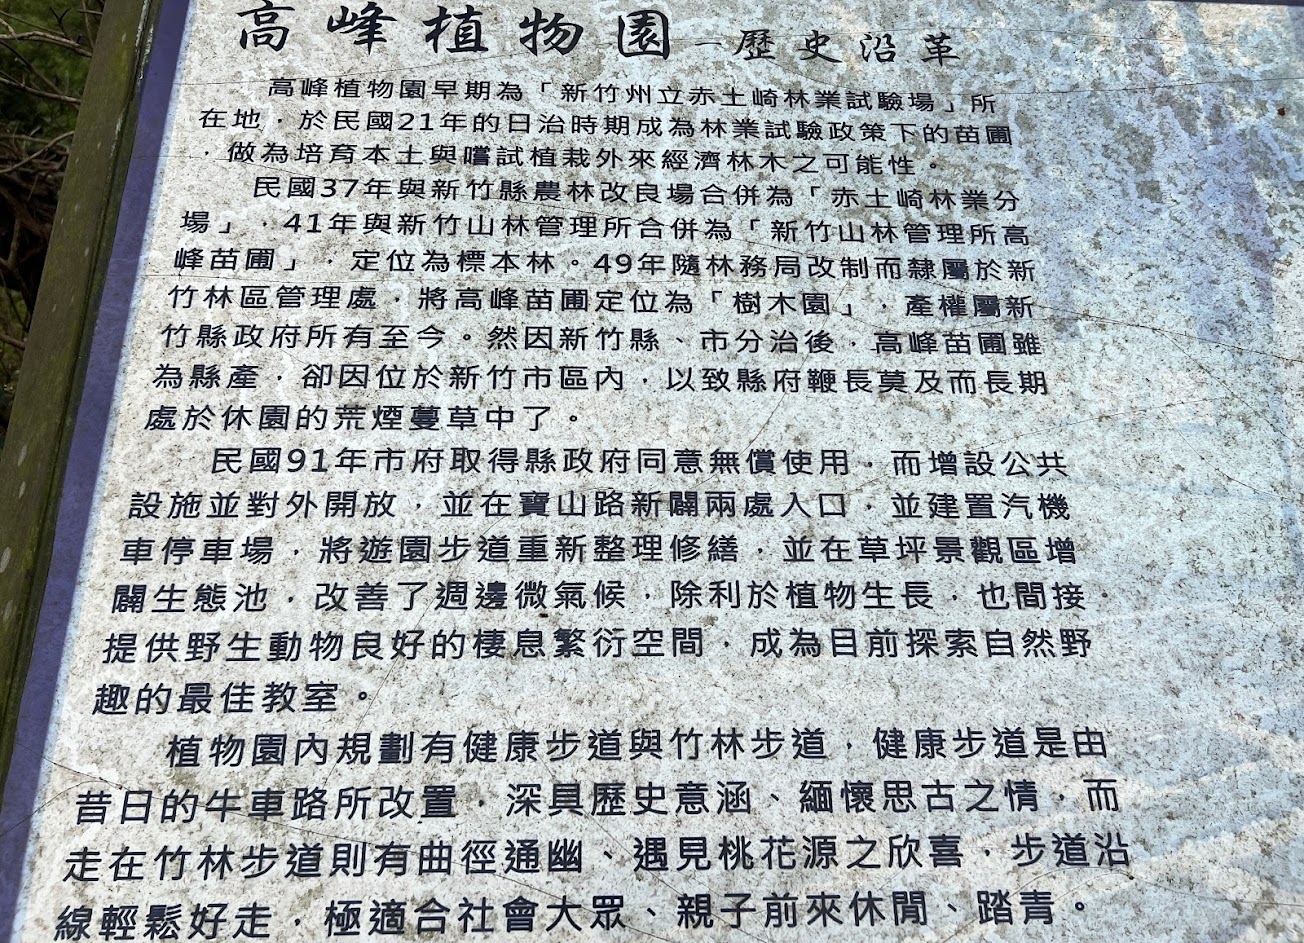 高峰植物園－歷史沿革
高峰植物園早期為「新竹州立赤土崎林業試驗場」所
在地，於民國21年的日治時期成為林業試驗政策下的苗圃
，做為培育本土與嚐試植栽外來經濟林木之可能性。
民國37年與新竹縣農林改良場合併為「赤土崎林業分
場」，41年與新竹山林管理所合併為「新竹山林管理所高
峰苗圃」，定位為標本林。49年隨林務局改制而隸屬於新
竹林區管理處，將高峰苗圃定位為「樹木園」，產權屬新
竹縣政府所有至今。然因新竹縣、市分治後，高峰苗圃雖
為縣產，卻因位於新竹市區內，以致縣府鞭長莫及而長期
處於休園的荒煙蔓草中了。
民國91年市府取得縣政府同意無償使用，而增設公共
設施並對外開放，並在寶山路新闢兩處入口，並建置汽機
車停車場，將遊園步道重新整理修繕，並在草坪景觀區增
闢生態池，改善了週邊微氣候，除利於植物生長，也間接
提供野生動物良好的棲息繁衍空間，成為目前探索自然野
趣的最佳教室。
植物園內規劃有健康步道與竹林步道，健康步道是由
昔日的牛車路所改置，深具歷史意涵、緬懷思古之情，而
走在竹林步道則有曲徑通幽、遇見桃花源之欣喜，步道沿
線輕鬆好走，極適合社會大眾、親子前來休閒、踏青。